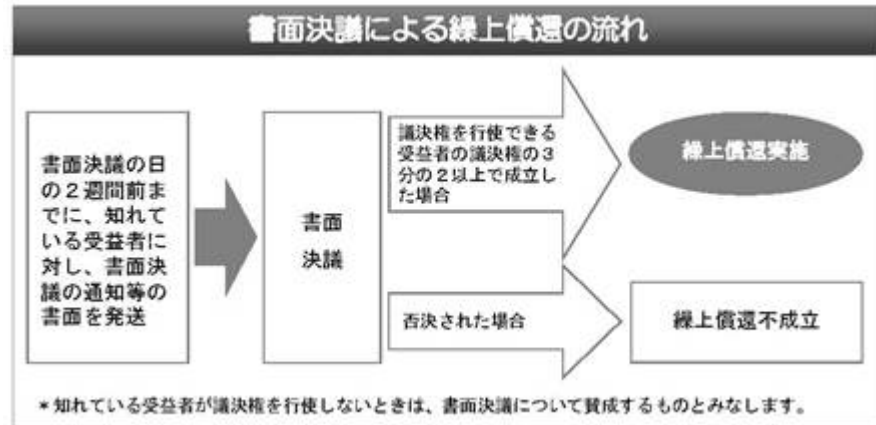 書面決議による繰上償還の流れ
書面決議の日
の2週間前ま
でに、知れて
いる受益者に
対し、書面決
議の通知等の
書面を発送
書面
決議
議決権を行使できる
受益者の議決権の3
分の2以上で成立し
た場合
繰上償還実施
否決された場合
繰上償還不成立
*知れている受益者が議決権を行使しないときは、書面決議について賛成するものとみなします。